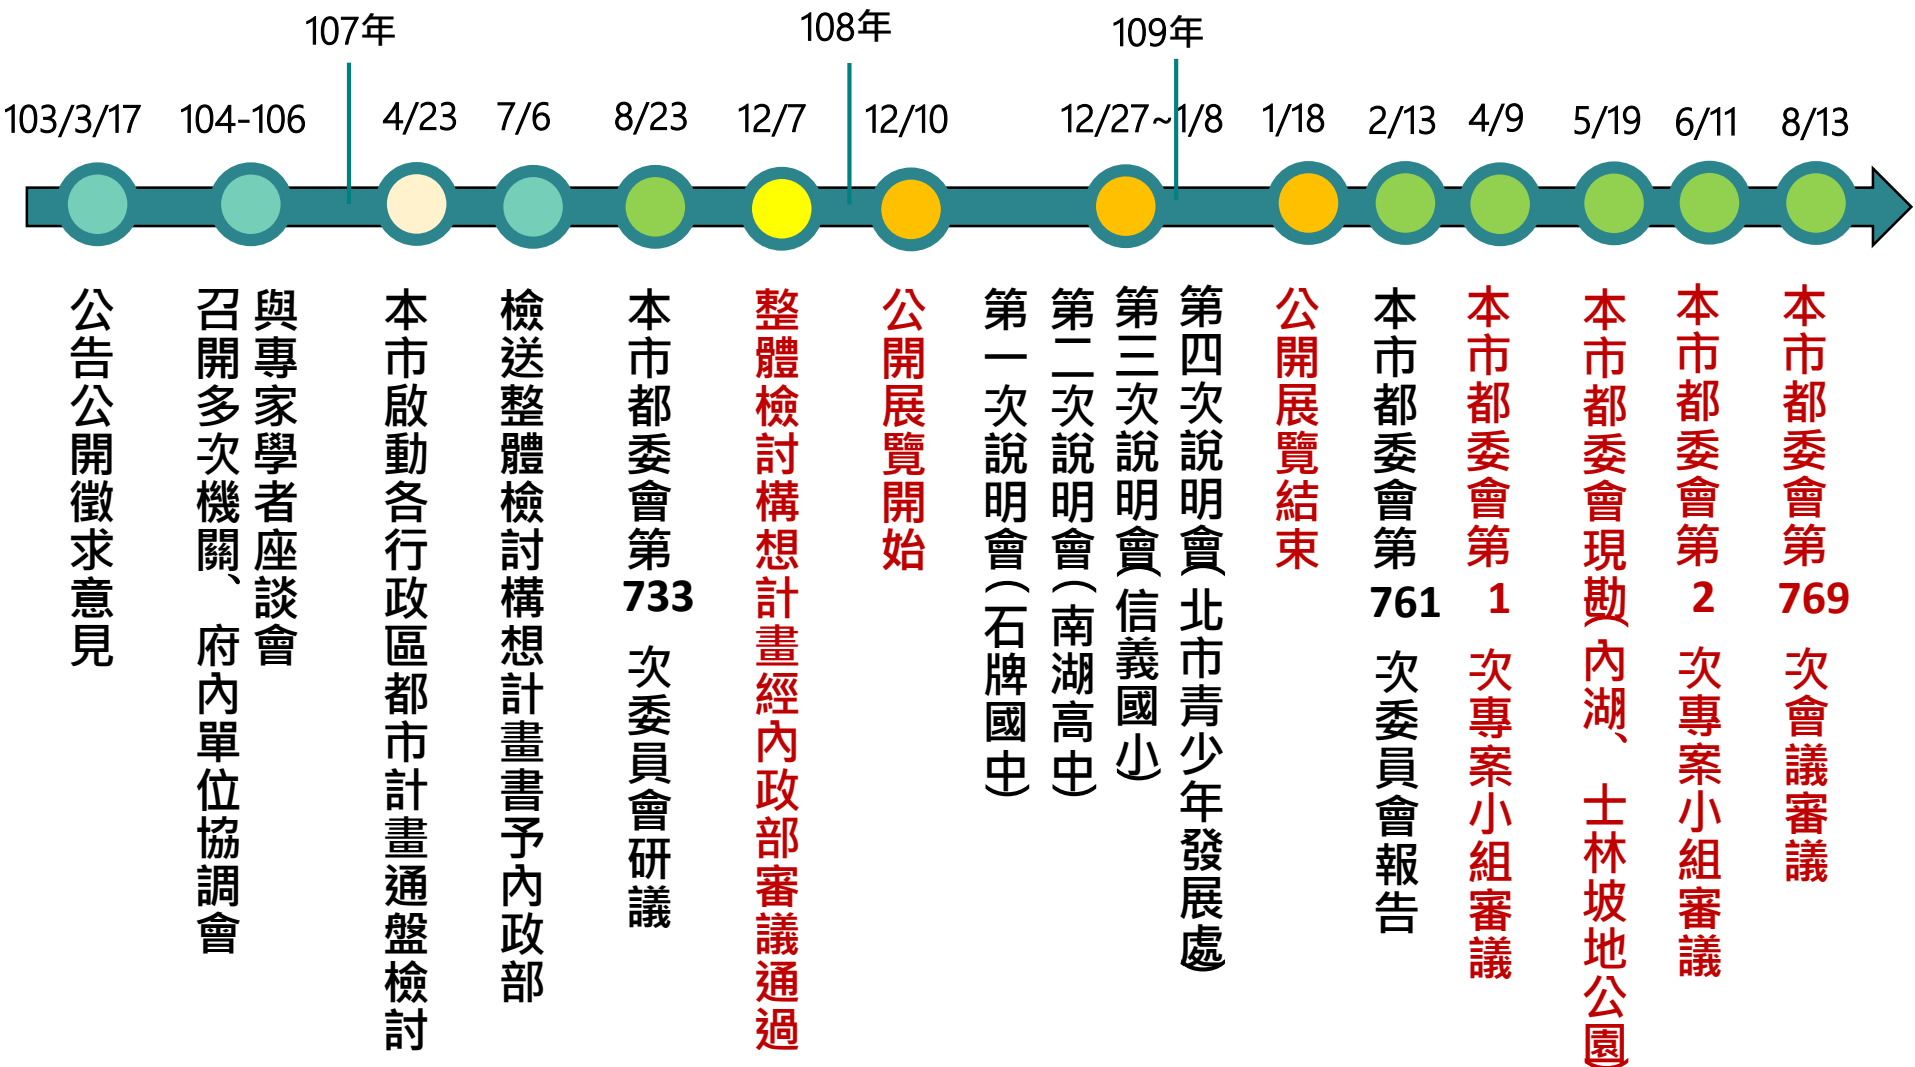 107年
108年
109年
103/3/17
104-106
4/23
7/6
8/23
12/7
12/10
12/27~1/8
1/18
2/13
4/9
5/19
6/11
8/13
公告公開徵求意見
與專家學者座談會
召開多次機關、府內單位協調會
本市啟動各行政區都市計畫通盤檢討
檢送整體檢討構想計畫書予內政部
本市都委會第733次委員會研議
整體檢討構想計畫經內政部審議通過
公開展覽開始
第一次說明會(石牌國中)
第二次說明會(南湖高中)
第三次說明會(信義國小)
第四次說明會(北市青少年發展處)
公開展覽結束
本市都委會第761次委員會報告
本市都委會第1次專案小組審議
本市都委會現勘(內湖、士林坡地公園)
本市都委會第2次專案小組審議
本市都委會第769次會議審議